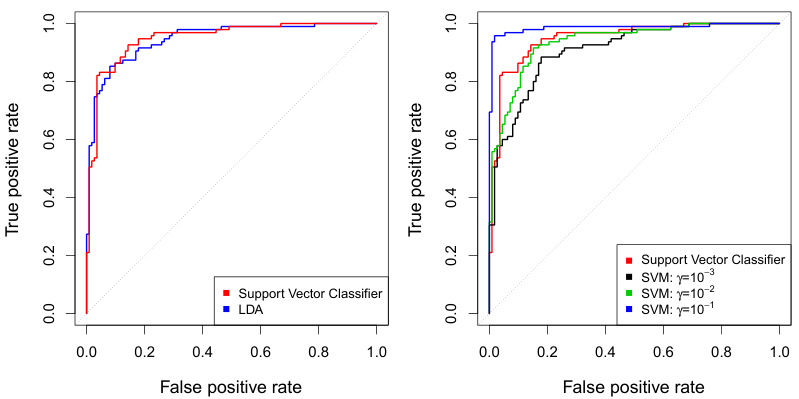 True positive rate
1.0
0.8
0.6
0.4
0.2
0.0
Support Vector Classifier
LDA
0.0 0.2 0.4 0.6 0.8 1.0
False positive rate
True positive rate
1.0
0.8
0.6
0.4
0.2
0.0
Support Vector Classifier
SVM: γ=10⁻³
SVM: γ=10⁻²
SVM: γ=10⁻¹
0.0 0.2 0.4 0.6 0.8 1.0
False positive rate